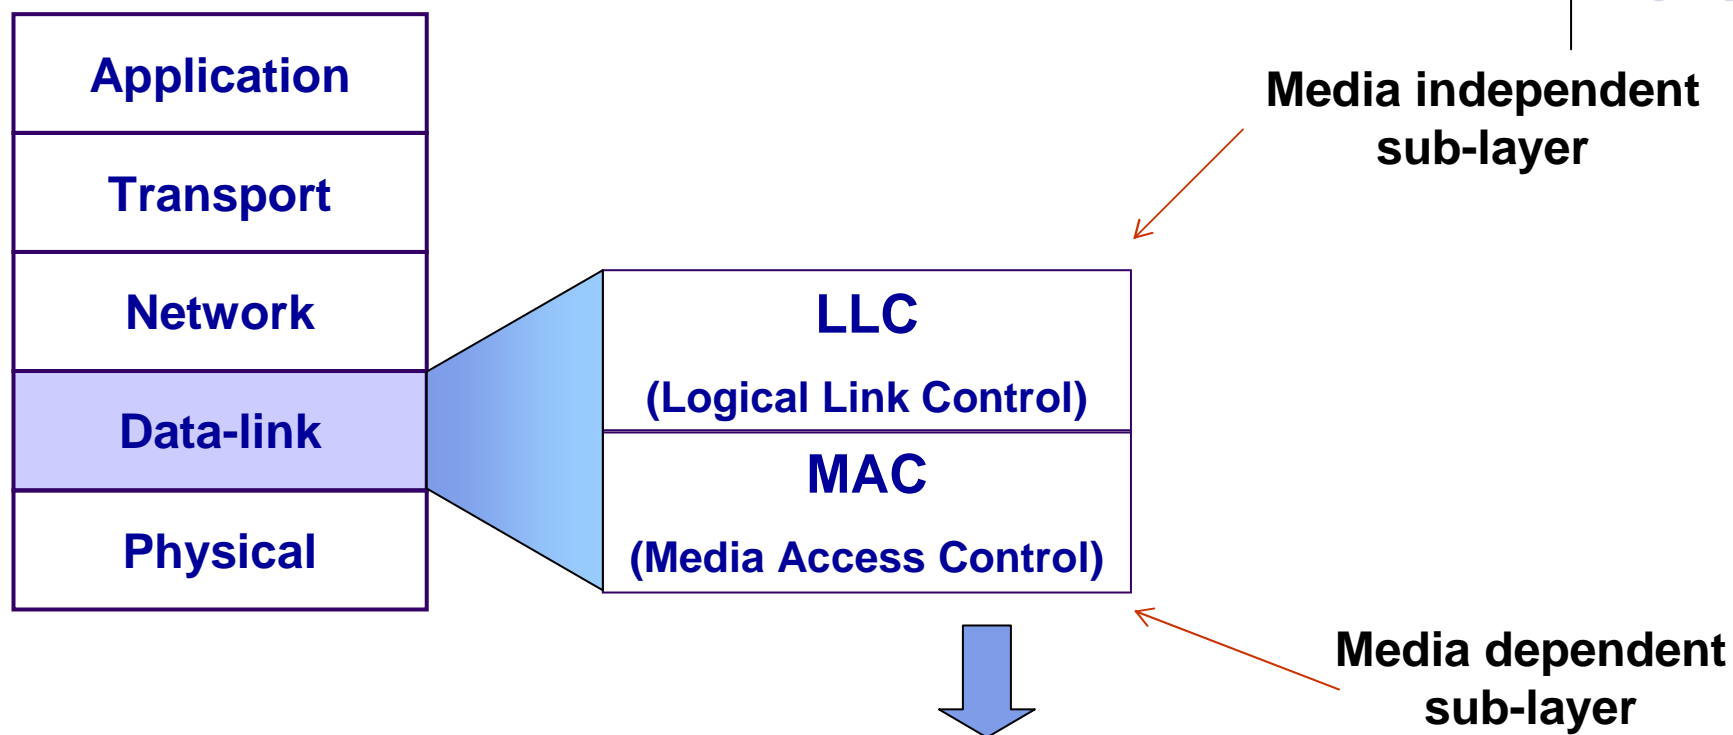 Application
Transport
Network
Data-link
Physical
LLC
(Logical Link Control)
MAC
(Media Access Control)
Media independent
sub-layer
Media dependent
sub-layer